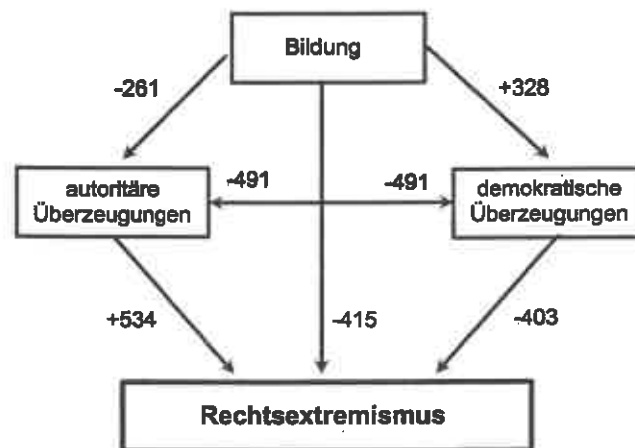 Bildung
-261
+328
autoritäre
Überzeugungen
-491
-491
demokratische
Überzeugungen
+534
-415
-403
Rechtsextremismus